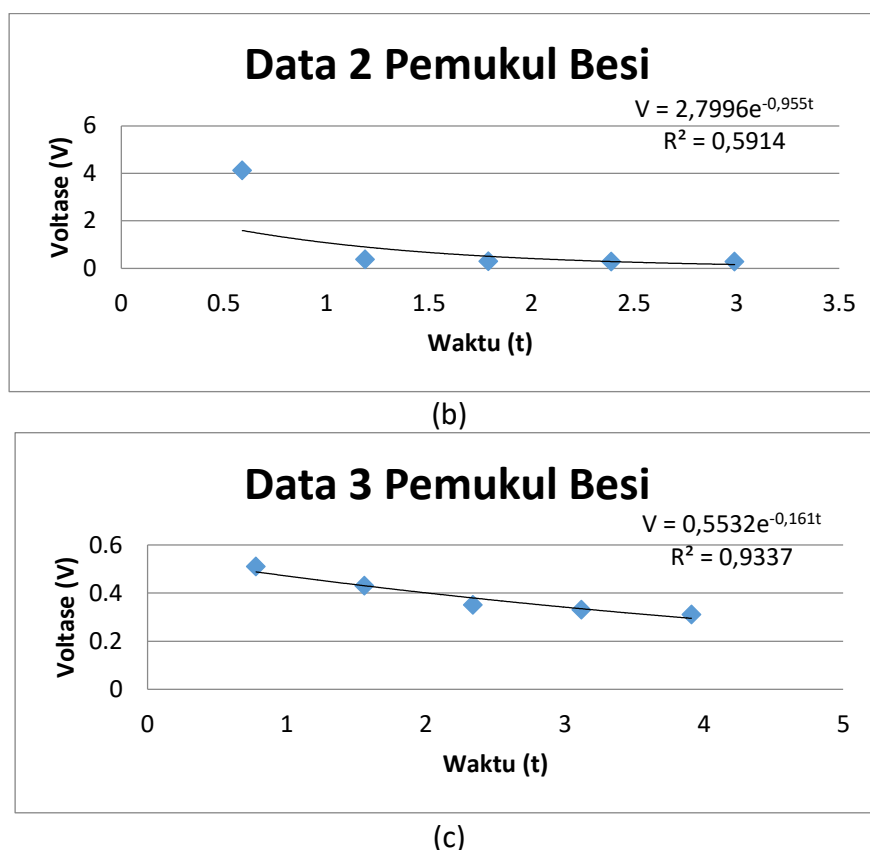 Data 2 Pemukul Besi
V = 2,7996e^-0,955t
R² = 0,5914
Voltase (V)
6
4
2
0
0 0.5 1 1.5 2 2.5 3 3.5
Waktu (t)
(b)
Data 3 Pemukul Besi
V = 0,5532e^-0,161t
R² = 0,9337
Voltase (V)
0.6
0.4
0.2
0
0 1 2 3 4 5
Waktu (t)
(c)